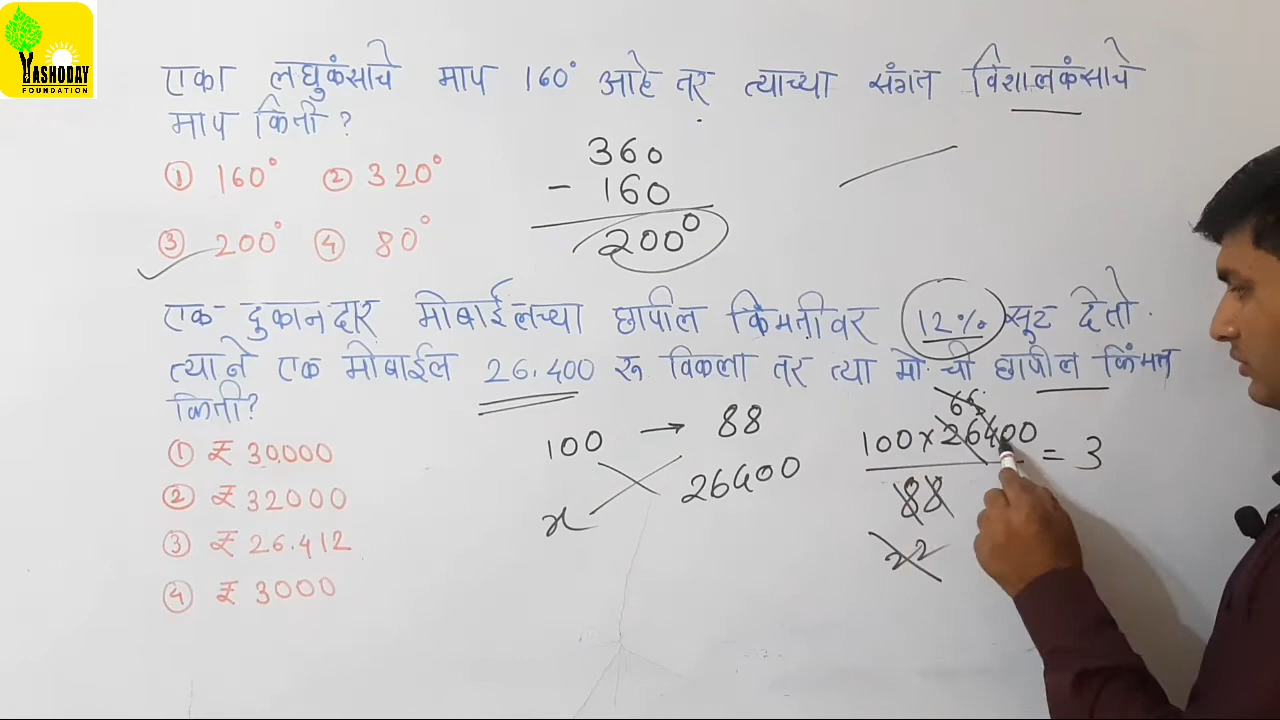 YASHODAY
FOUNDATION
एका लघुकंसाचे माप 160° आहे तर त्याच्या संगत विशालकंसाचे
माप किती?
① 160° ② 320°
③ 200° ④ 80°
360
- 160
200°
एक दुकानदार मोबाईलच्या छापील किंमतीवर 12% सूट देतो.
त्याने एक मोबाईल 26.400 रू विकला तर त्या मो. ची छापील किंमत
किती?
① ₹ 30,000
② ₹ 32000
③ ₹ 26.412
④ ₹ 3000
100 → 88
x 26400
66
100 x 26400 = 3
88
22